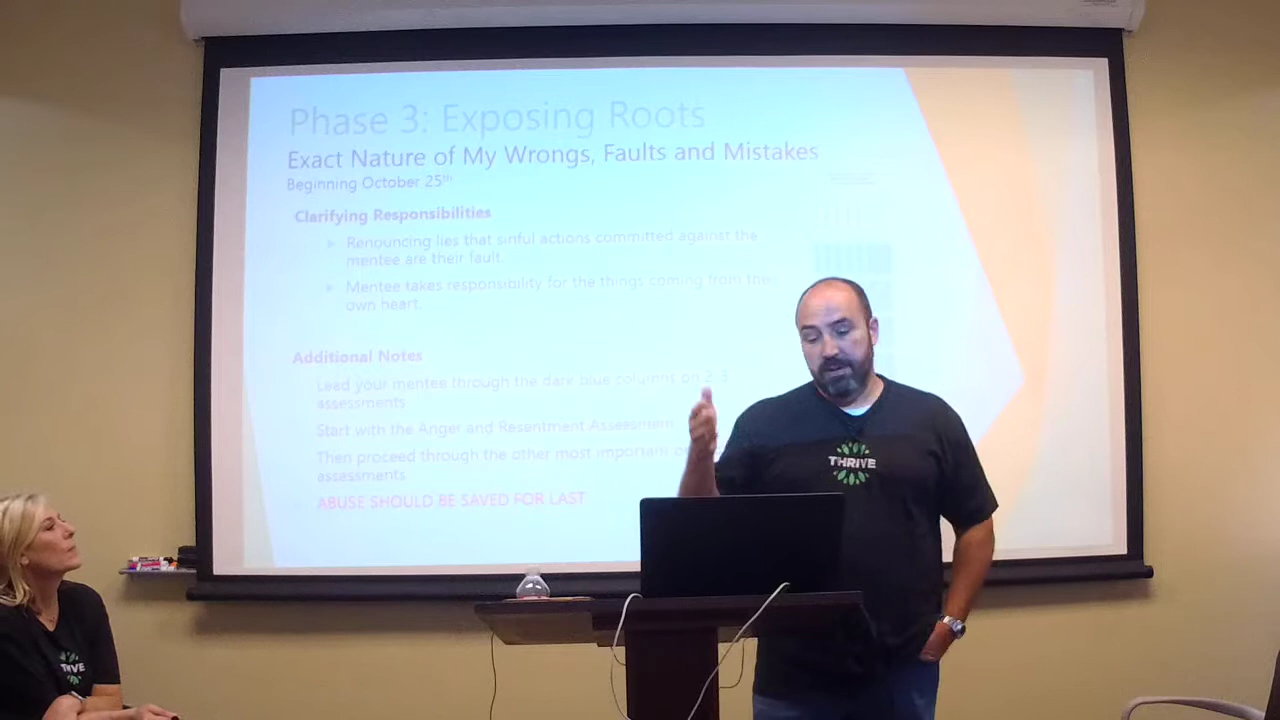 Phase 3: Exposing Roots
Exact Nature of My Wrongs, Faults and Mistakes
Beginning October 25th
Clarifying Responsibilities
Renouncing lies that sinful actions committed against the
mentee are their fault.
Mentee takes responsibility for the things coming from their
own heart.
Additional Notes
Lead your mentee through the dark blue columns on 2-3
assessments
Start with the Anger and Resentment Assessment
Then proceed through the other most important
assessments
ABUSE SHOULD BE SAVED FOR LAST
THRIVE
THRIVE